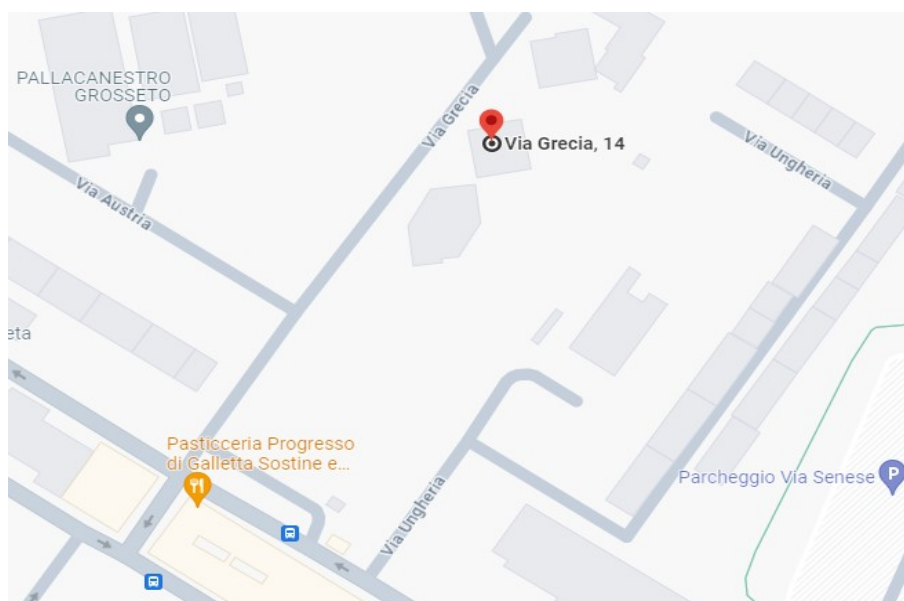 PALLACANESTRO
GROSSETO
Via Grecia
Via Grecia, 14
Via Ungheria
Via Austria
eta
Pasticceria Progresso
di Galletta Sostine e...
Parcheggio Via Senese
P
Via Ungheria